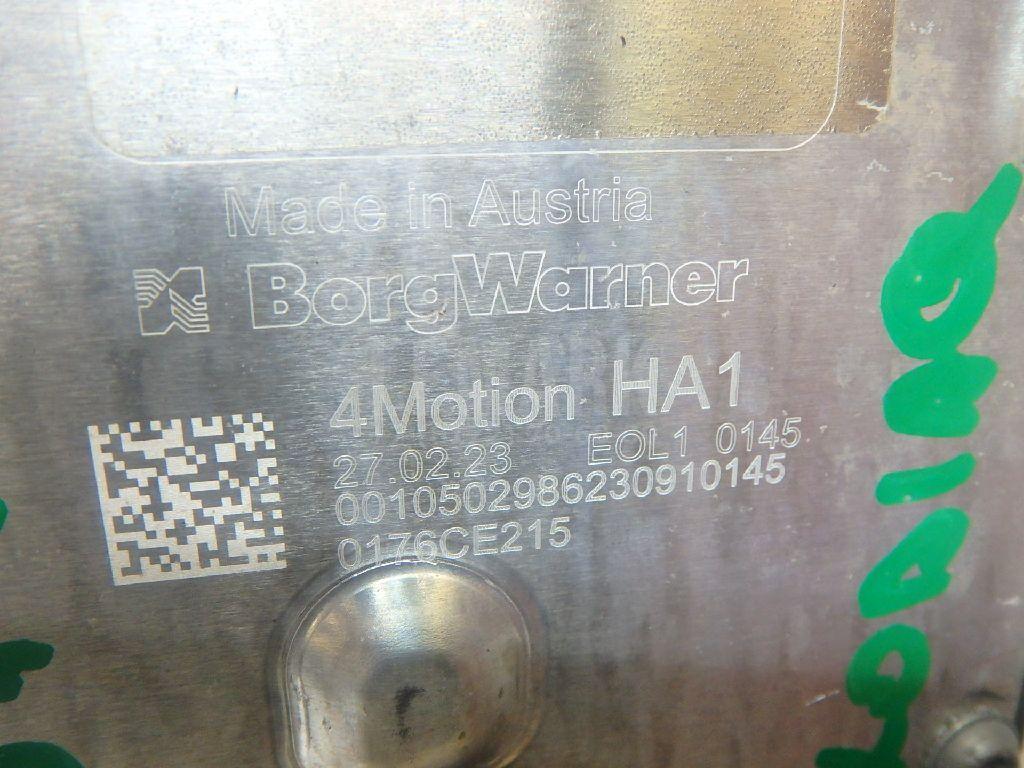 Made in Austria
BorgWarner
4Motion HA1
27.02.23 EOL1 0145
0010502986230910145
0176CE215